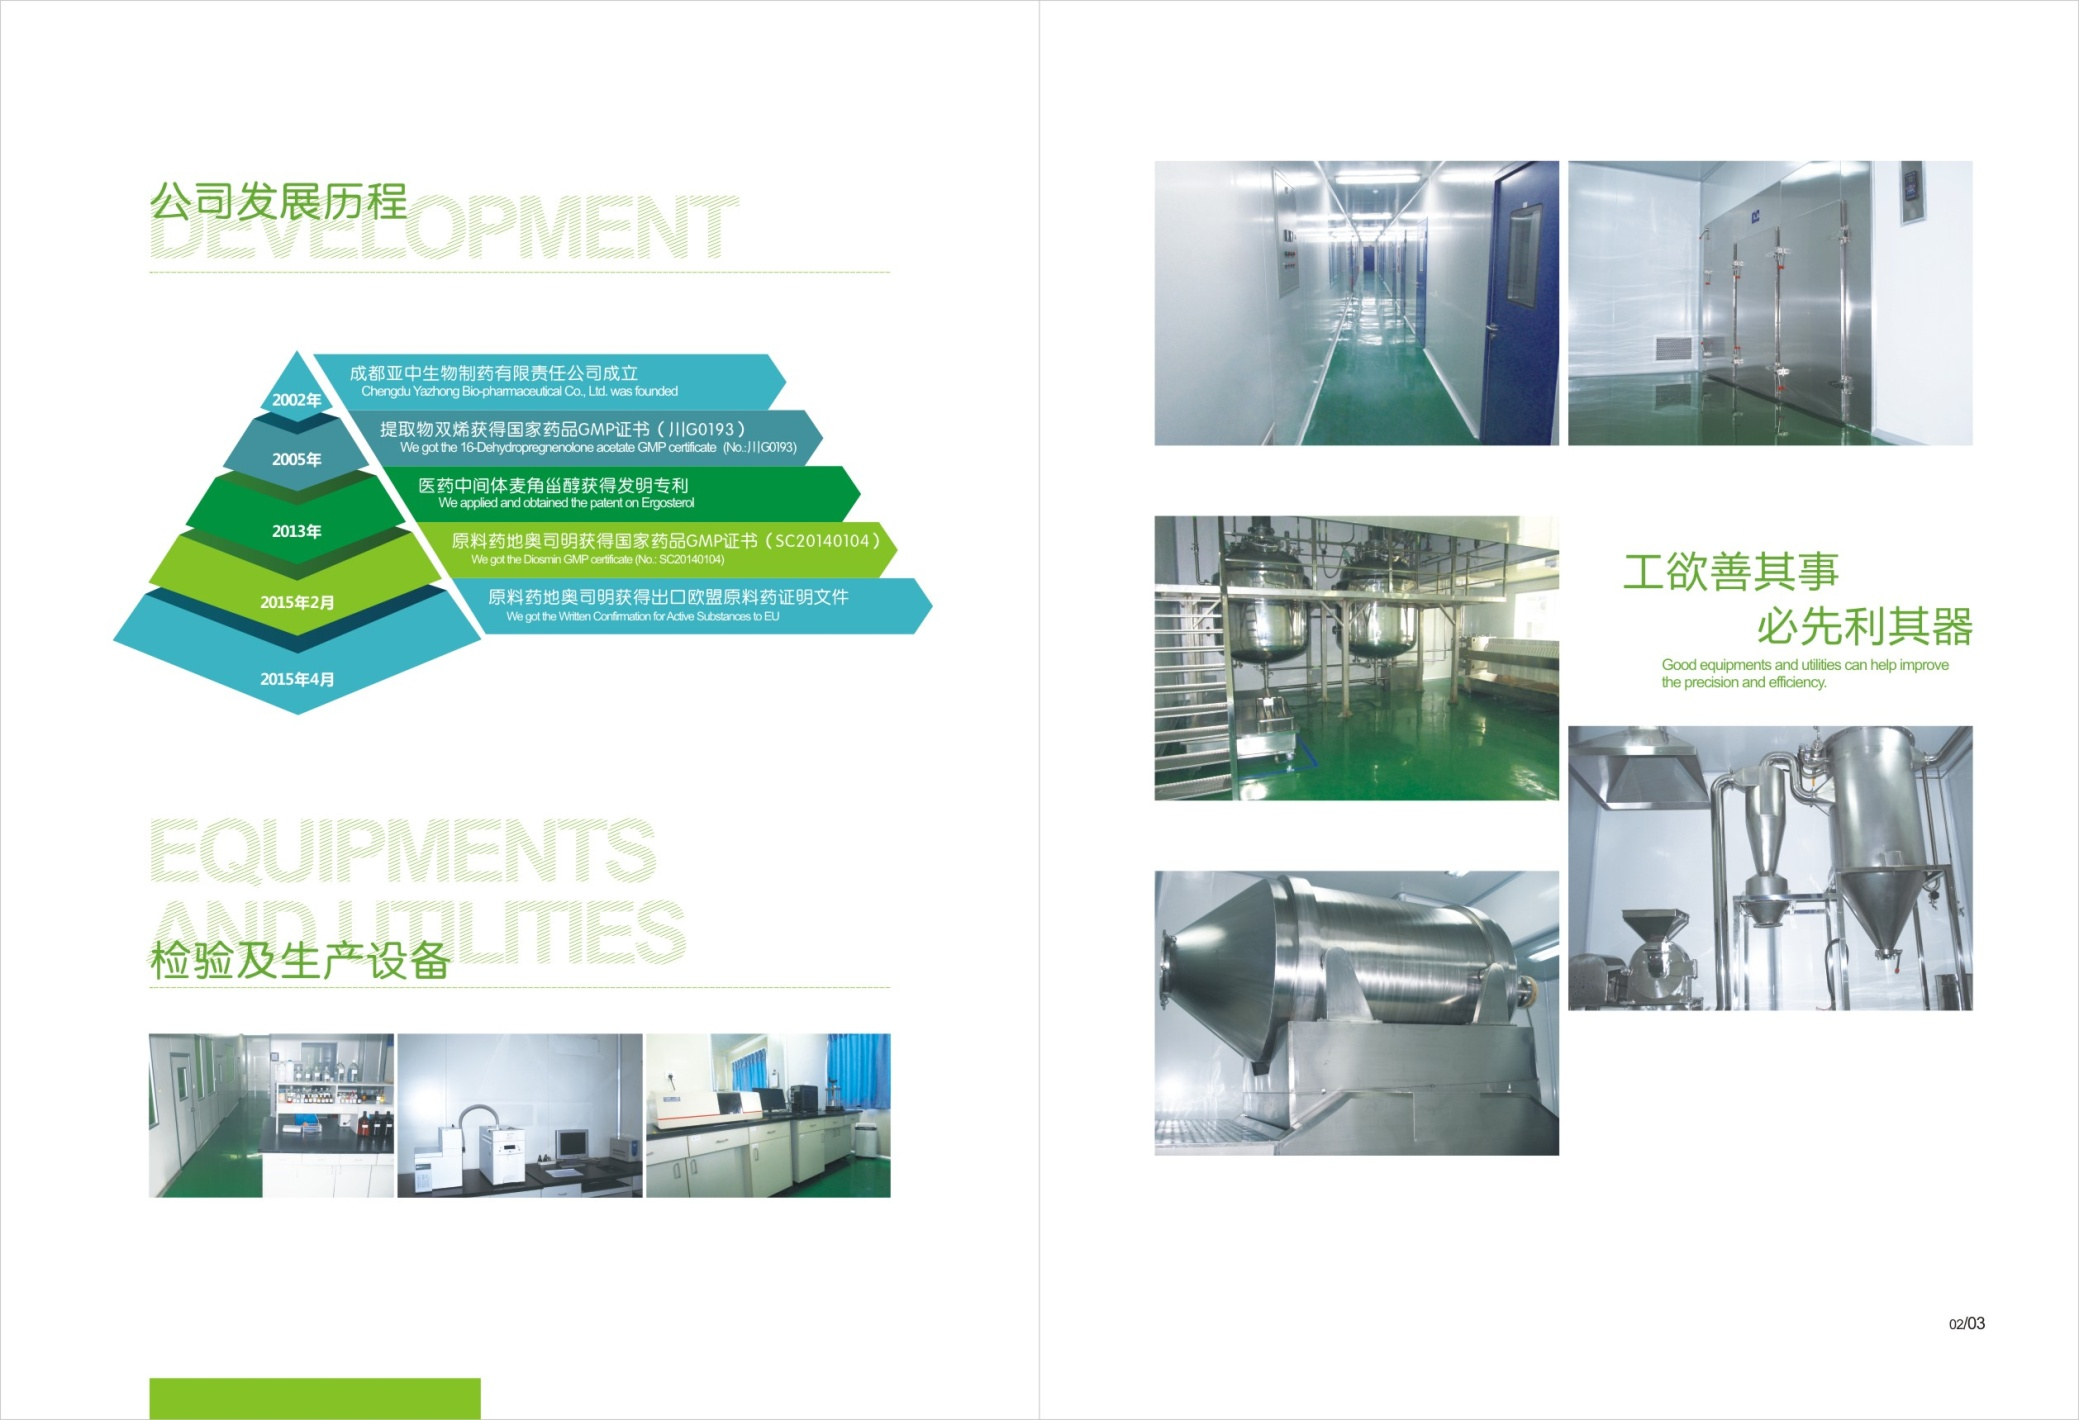 公司发展历程
DEVELOPMENT
2002年
成都亚中生物制药有限责任公司成立
Chengdu Yazhong Bio-pharmaceutical Co., Ltd. was founded
2005年
提取物双烯获得国家药品GMP证书（川G0193）
We got the 16-Dehydropregnenolone acetate GMP certificate (No.:川G0193)
2013年
医药中间体麦角甾醇获得发明专利
We applied and obtained the patent on Ergosterol
2015年2月
原料药地奥司明获得国家药品GMP证书（SC20140104）
We got the Diosmin GMP certificate (No.: SC20140104)
2015年4月
原料药地奥司明获得出口欧盟原料药证明文件
We got the Written Confirmation for Active Substances to EU
EQUIPMENTS
AND UTILITIES
检验及生产设备
工欲善其事
必先利其器
Good equipments and utilities can help improve
the precision and efficiency.
02/03